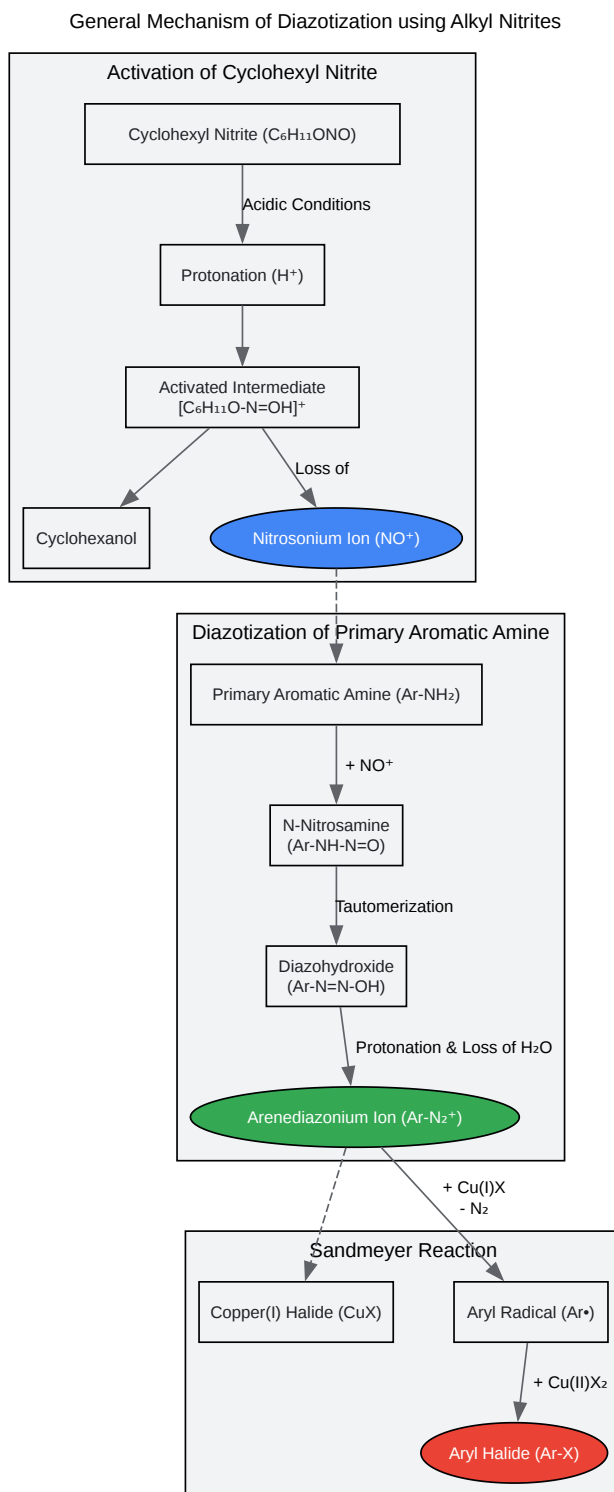 General Mechanism of Diazotization using Alkyl Nitrites
Activation of Cyclohexyl Nitrite
Cyclohexyl Nitrite (C₆H₁₁ONO)
Acidic Conditions
Protonation (H⁺)
Activated Intermediate
[C₆H₁₁O-N=OH]⁺
Loss of
Cyclohexanol
Nitrosonium Ion (NO⁺)
Diazotization of Primary Aromatic Amine
Primary Aromatic Amine (Ar-NH₂)
+ NO⁺
N-Nitrosamine
(Ar-NH-N=O)
Tautomerization
Diazohydroxide
(Ar-N=N-OH)
Protonation & Loss of H₂O
Arenediazonium Ion (Ar-N₂⁺)
+ Cu(I)X
- N₂
Sandmeyer Reaction
Copper(I) Halide (CuX)
Aryl Radical (Ar•)
+ Cu(II)X₂
Aryl Halide (Ar-X)